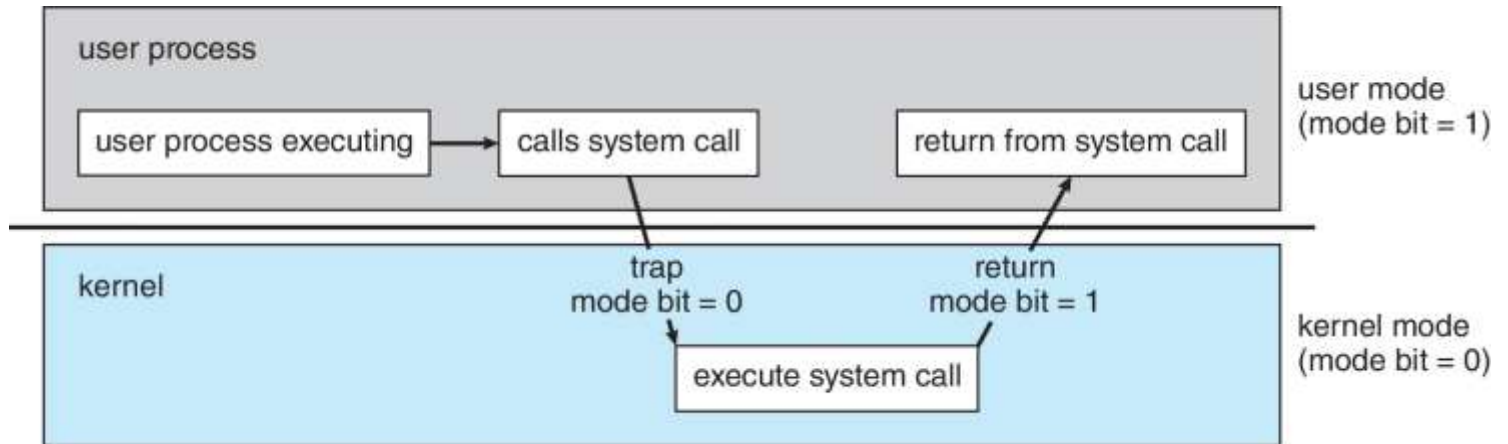 user process
user process executing
calls system call
return from system call
user mode
(mode bit = 1)
kernel
trap
mode bit = 0
return
mode bit = 1
execute system call
kernel mode
(mode bit = 0)